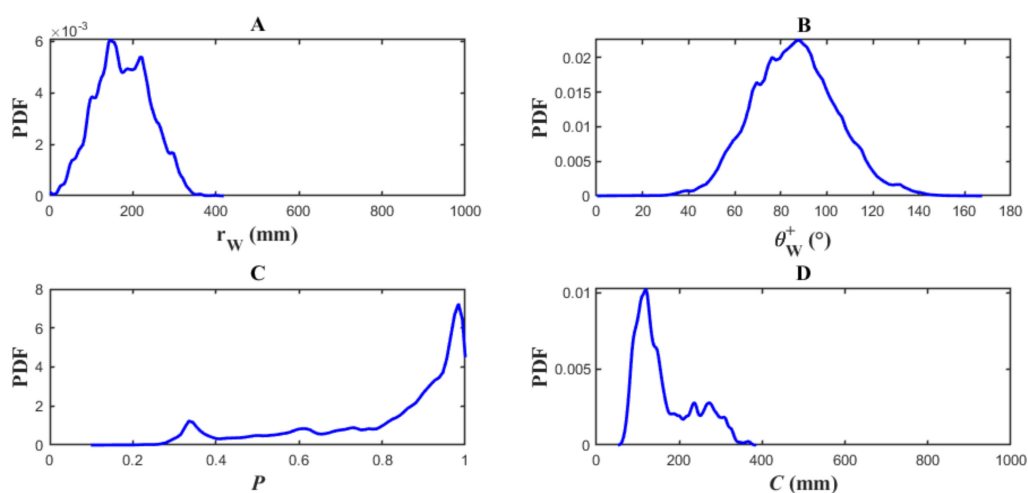 A
×10⁻³
6
4
2
0
PDF
0 200 400 600 800 1000
r_W (mm)
B
0.02
0.015
0.01
0.005
0
PDF
0 20 40 60 80 100 120 140 160 180
θ_W^+ (°)
C
8
6
4
2
0
PDF
0 0.2 0.4 0.6 0.8 1
P
D
0.01
0.005
0
PDF
0 200 400 600 800 1000
C (mm)